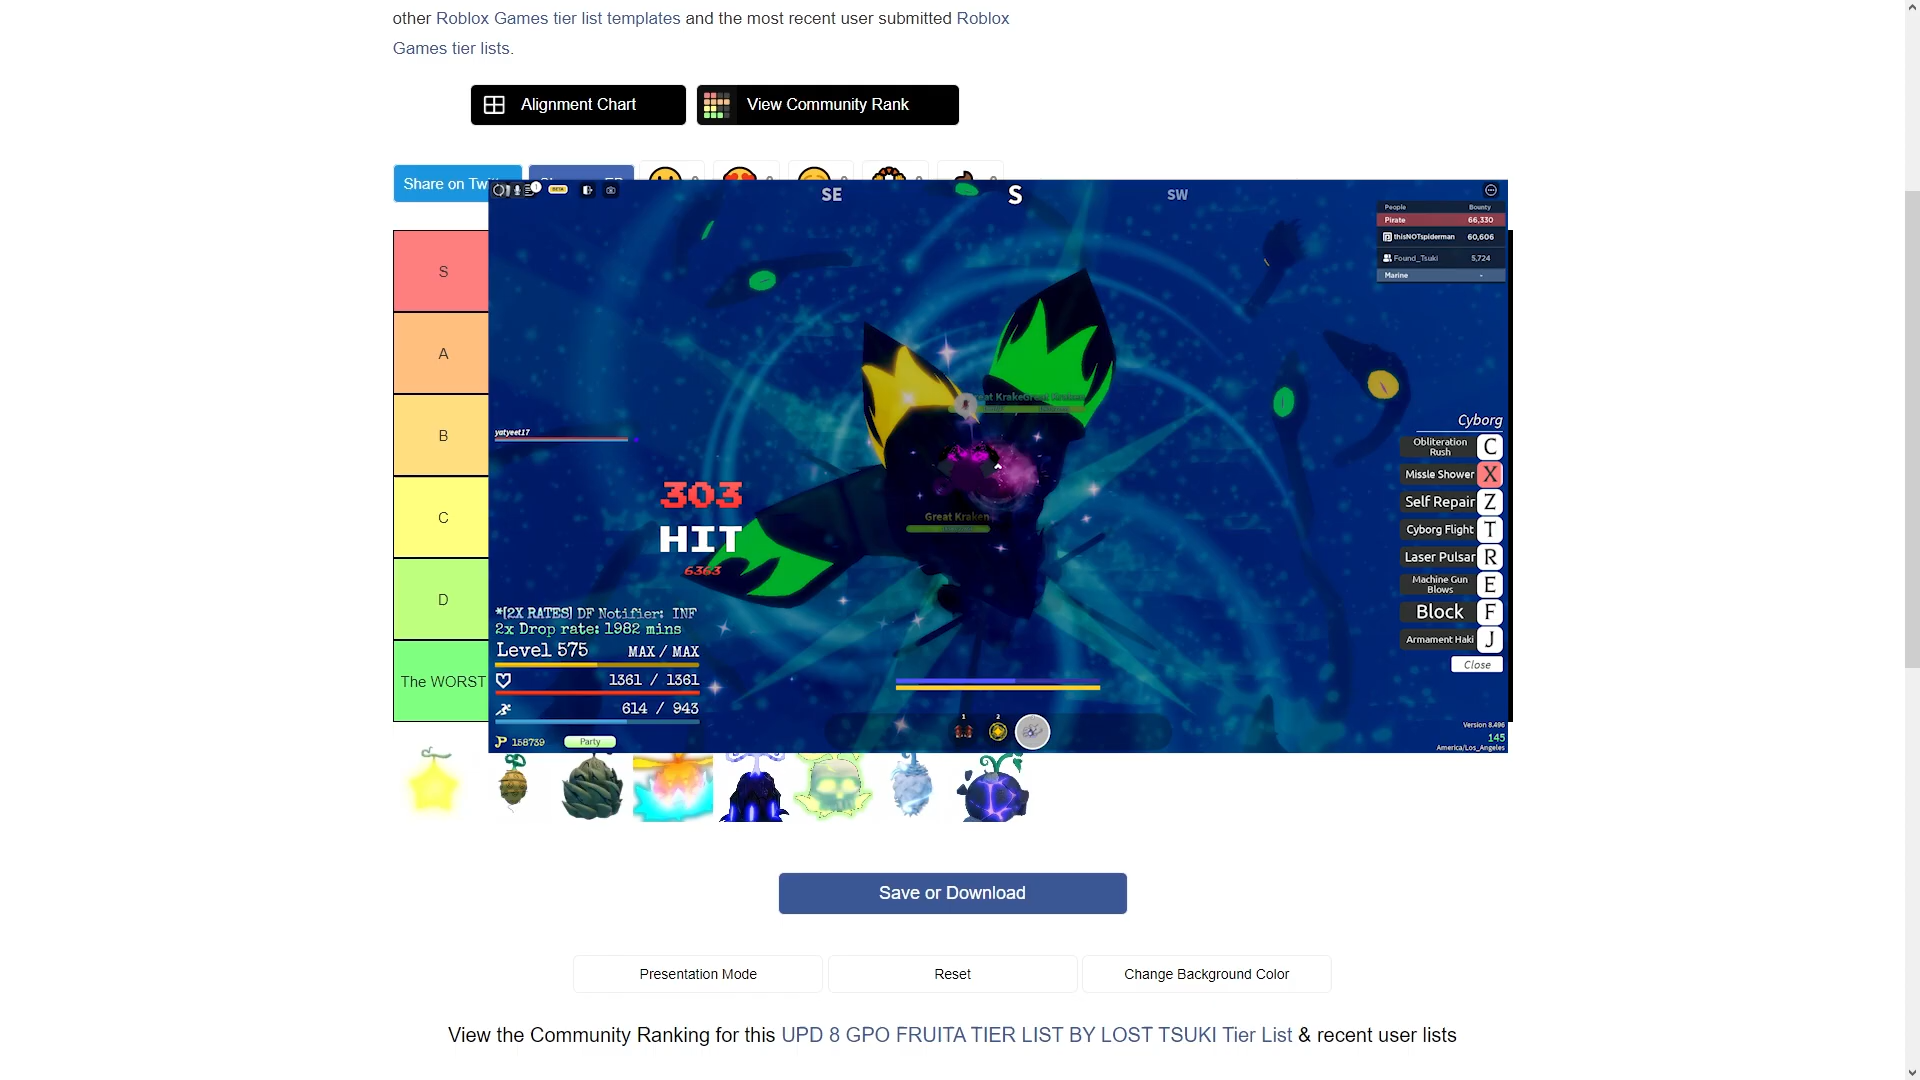 other Roblox Games tier list templates and the most recent user submitted Roblox
Games tier lists.
Alignment Chart
View Community Rank
Share on Tw
SE
S
SW
BETA
People Bounty
Pirate 66,330
thisNOTspiderman 60,606
Found_Tsuki 5,724
Marine -
S
A
B
C
D
The WORST
yatyeet17
Great Kraken
Great Kraken
303
HIT
6363
*[2X RATES] DF Notifier: INF
2x Drop rate: 1982 mins
Level 575 MAX / MAX
1361 / 1361
614 / 943
158739
Party
1
2
Cyborg
Obliteration Rush C
Missle Shower X
Self Repair Z
Cyborg Flight T
Laser Pulsar R
Machine Gun Blows E
Block F
Armament Haki J
Close
Version 8.496
145
America/Los_Angeles
Save or Download
Presentation Mode
Reset
Change Background Color
View the Community Ranking for this UPD 8 GPO FRUITA TIER LIST BY LOST TSUKI Tier List & recent user lists